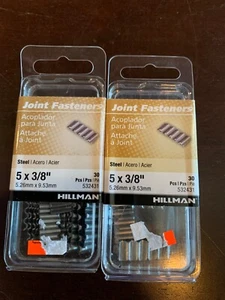 Joint Fasteners
Acoplador
para Junta
Attache
à Joint
Steel / Acero / Acier
30
Pcs / Pzs / Pcs
5 x 3/8"
5.26mm x 9.53mm
532431
HILLMAN
Joint Fasteners
Acoplador
para Junta
Attache
à Joint
Steel / Acero / Acier
30
Pcs / Pzs / Pcs
5 x 3/8"
5.26mm x 9.53mm
532431
HILLMAN